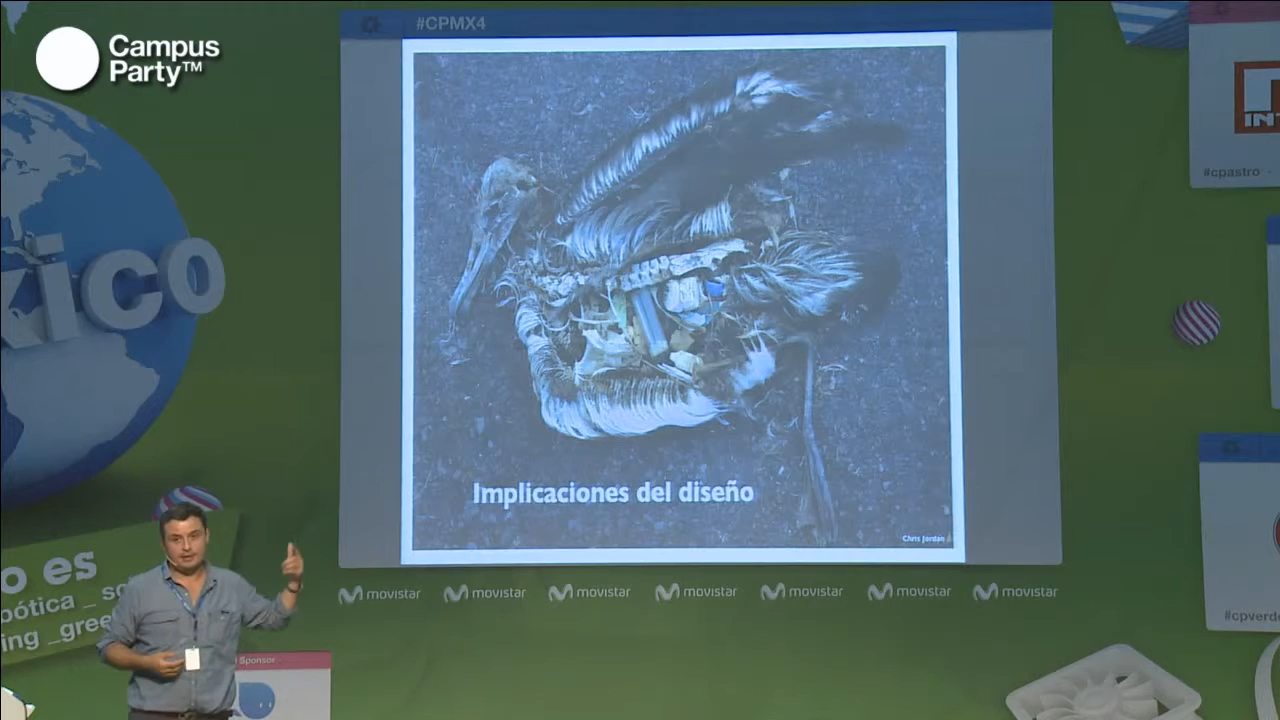 Campus
Party™
#CPMX4
INT
#cpastro
xico
Implicaciones del diseño
Chris Jordan
o es
bótica _ so
ing _gree
movistar movistar movistar movistar movistar movistar movistar
Sponsor
#cpverde